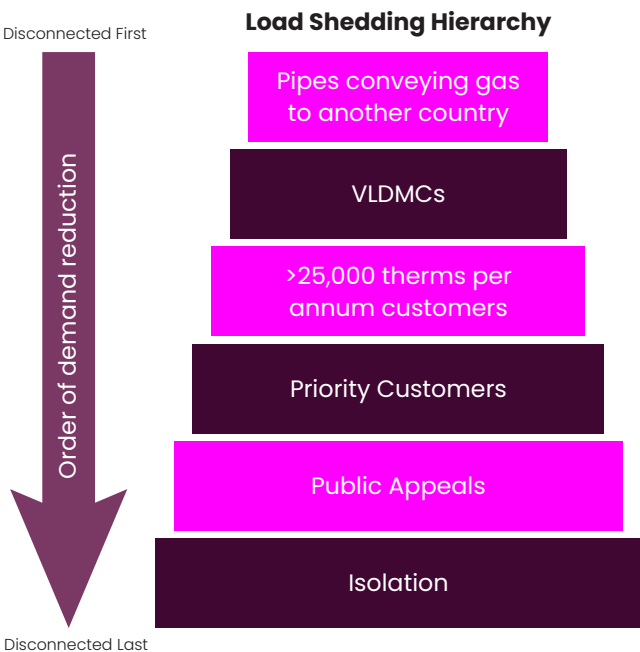 Load Shedding Hierarchy
Disconnected First
Pipes conveying gas
to another country
VLDMCs
>25,000 therms per
annum customers
Priority Customers
Public Appeals
Isolation
Order of demand reduction
Disconnected Last